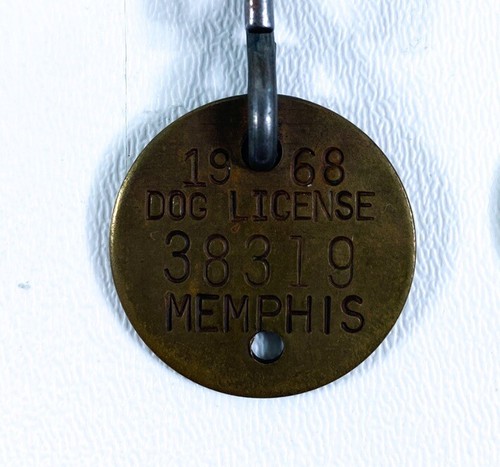 19 68
DOG LICENSE
38319
MEMPHIS